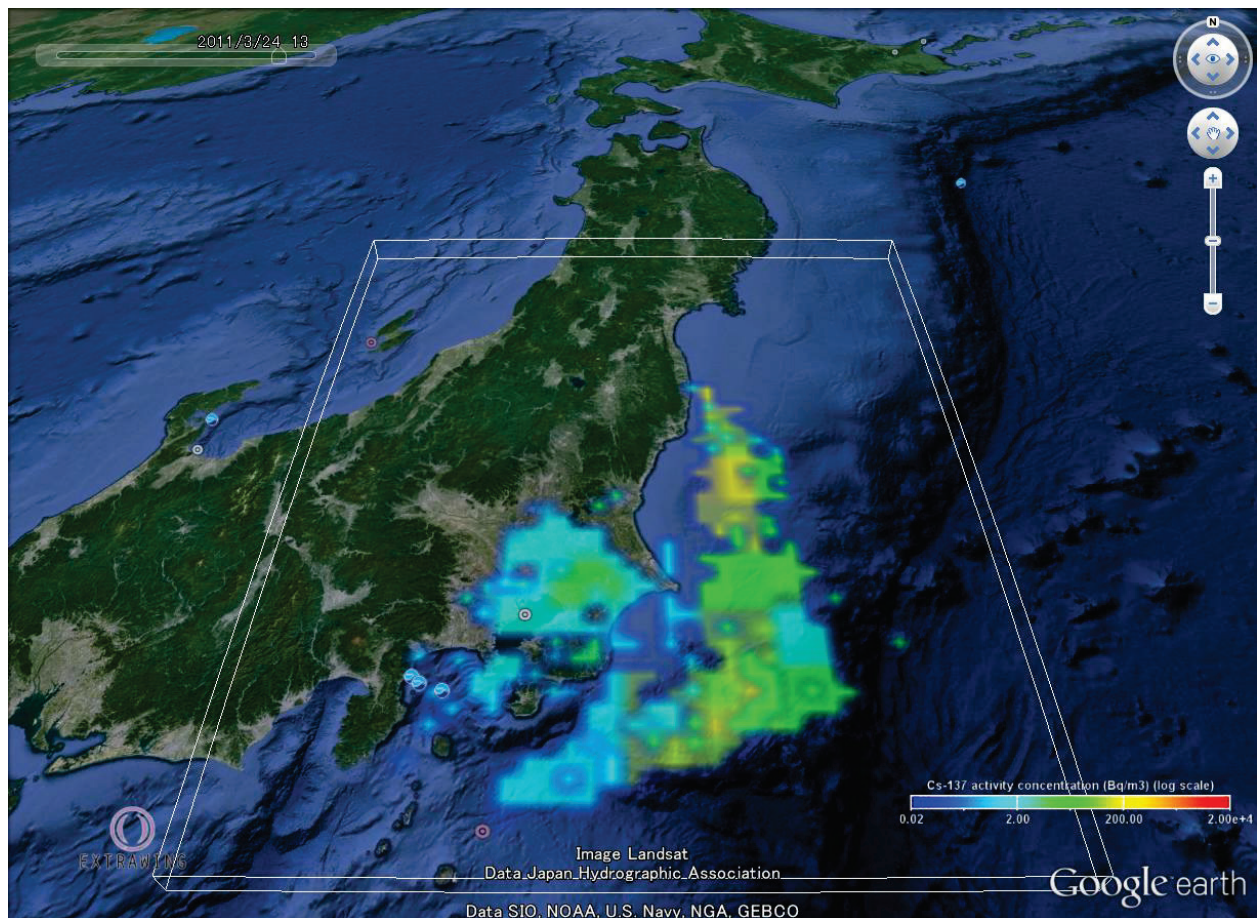 2011/3/24 13
N
Cs-137 activity concentration (Bq/m3) (log scale)
0.02 2.00 200.00 2.00e+4
EXTRAWING
Image Landsat
Data Japan Hydrographic Association
Data SIO, NOAA, U.S. Navy, NGA, GEBCO
Google earth